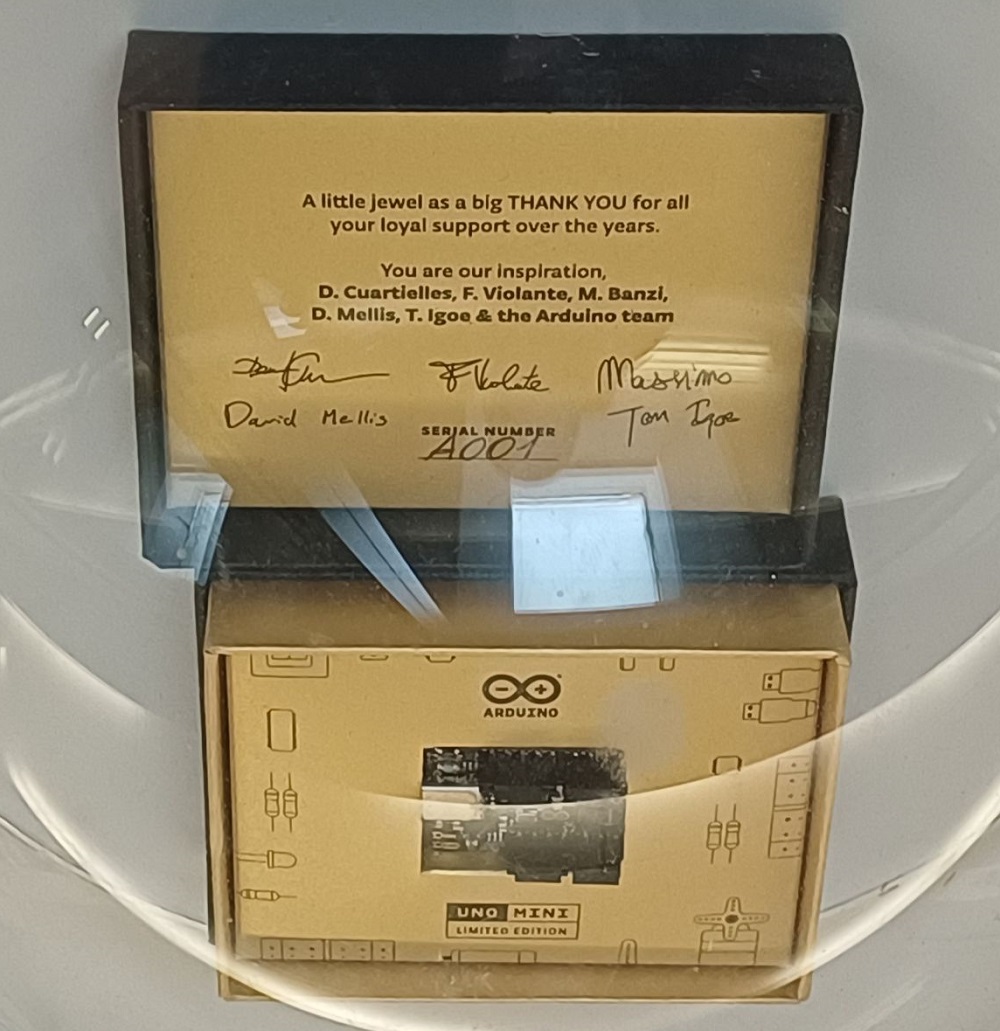 A little jewel as a big THANK YOU for all
your loyal support over the years.
You are our inspiration,
D. Cuartielles, F. Violante, M. Banzi,
D. Mellis, T. Igoe & the Arduino team
F Violante
Massimo
David Mellis
Tom Igoe
SERIAL NUMBER
A001
ARDUINO
UNO MINI
LIMITED EDITION